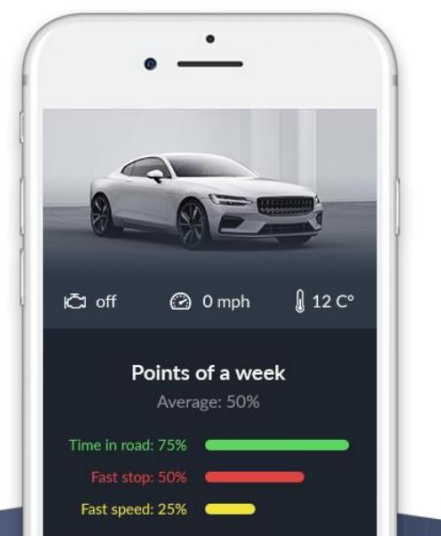 off
0 mph
12 C°
Points of a week
Average: 50%
Time in road: 75%
Fast stop: 50%
Fast speed: 25%